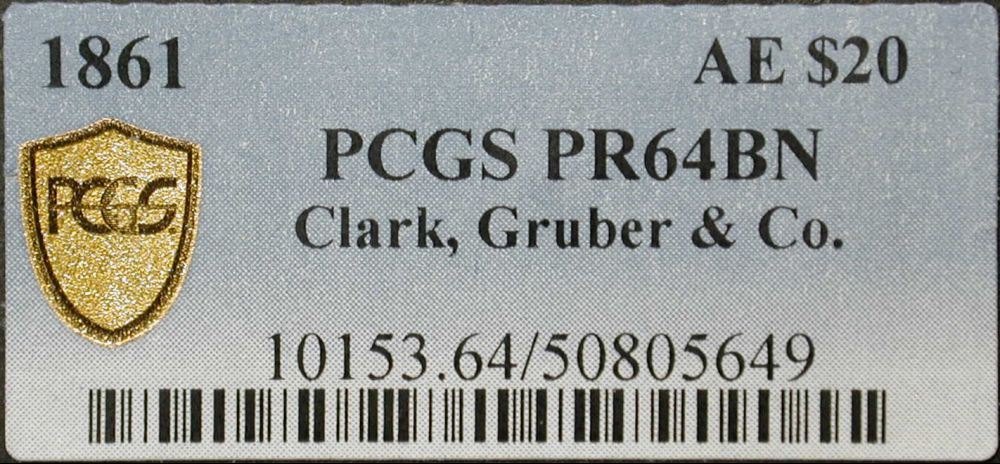 1861 AE $20
PCGS PR64BN
PCGS
Clark, Gruber & Co.
10153.64/50805649